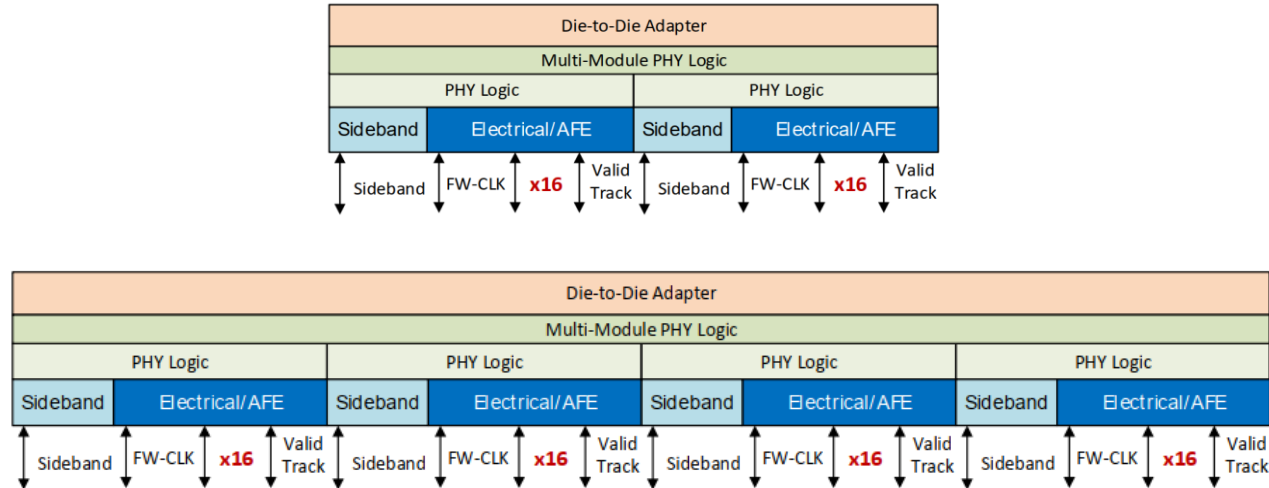 Die-to-Die Adapter
Multi-Module PHY Logic
PHY Logic PHY Logic
Sideband Electrical/AFE Sideband Electrical/AFE
Sideband FW-CLK x16 Valid Track Sideband FW-CLK x16 Valid Track
Die-to-Die Adapter
Multi-Module PHY Logic
PHY Logic PHY Logic PHY Logic PHY Logic
Sideband Electrical/AFE Sideband Electrical/AFE Sideband Electrical/AFE Sideband Electrical/AFE
Sideband FW-CLK x16 Valid Track Sideband FW-CLK x16 Valid Track Sideband FW-CLK x16 Valid Track Sideband FW-CLK x16 Valid Track